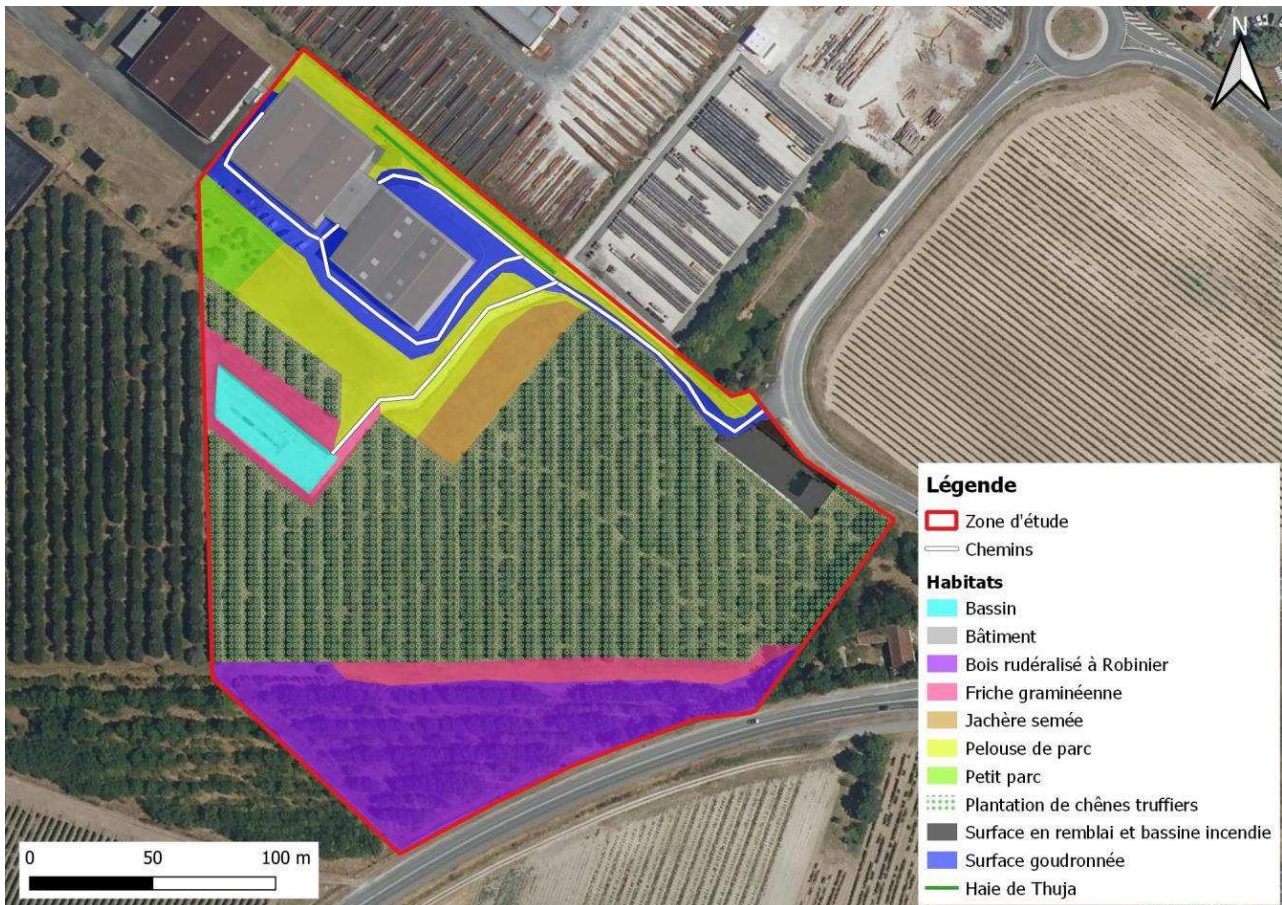 N
Légende
Zone d'étude
Chemins
Habitats
Bassin
Bâtiment
Bois rudéralisé à Robinier
Friche graminéenne
Jachère semée
Pelouse de parc
Petit parc
Plantation de chênes truffiers
Surface en remblai et bassine incendie
Surface goudronnée
Haie de Thuja
0 50 100 m